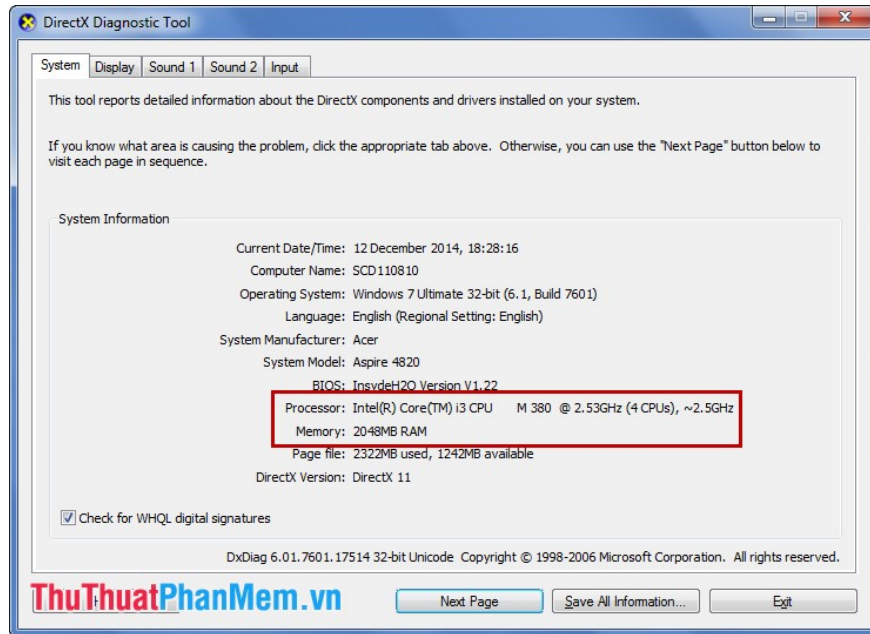 DirectX Diagnostic Tool
System Display Sound 1 Sound 2 Input
This tool reports detailed information about the DirectX components and drivers installed on your system.
If you know what area is causing the problem, click the appropriate tab above. Otherwise, you can use the "Next Page" button below to
visit each page in sequence.
System Information
Current Date/Time: 12 December 2014, 18:28:16
Computer Name: SCD110810
Operating System: Windows 7 Ultimate 32-bit (6.1, Build 7601)
Language: English (Regional Setting: English)
System Manufacturer: Acer
System Model: Aspire 4820
BIOS: InsydeH2O Version V1.22
Processor: Intel(R) Core(TM) i3 CPU M 380 @ 2.53GHz (4 CPUs), ~2.5GHz
Memory: 2048MB RAM
Page file: 2322MB used, 1242MB available
DirectX Version: DirectX 11
Check for WHQL digital signatures
DxDiag 6.01.7601.17514 32-bit Unicode Copyright © 1998-2006 Microsoft Corporation. All rights reserved.
ThuThuatPhanMem.vn Next Page Save All Information... Exit